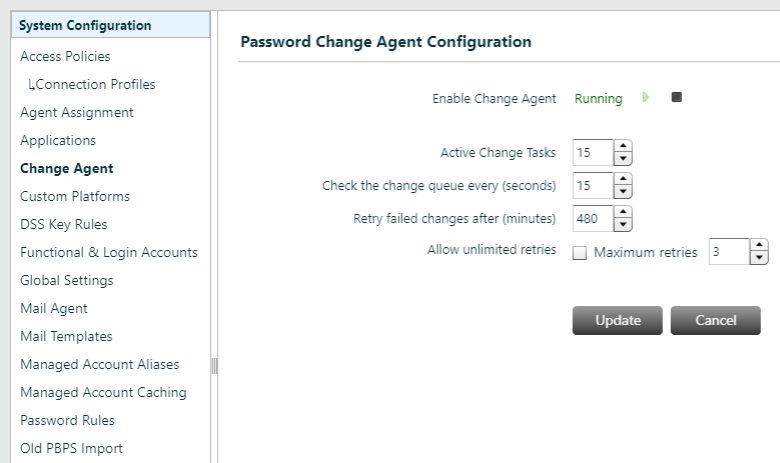 System Configuration
Access Policies
↳Connection Profiles
Agent Assignment
Applications
Change Agent
Custom Platforms
DSS Key Rules
Functional & Login Accounts
Global Settings
Mail Agent
Mail Templates
Managed Account Aliases
Managed Account Caching
Password Rules
Old PBPS Import
Password Change Agent Configuration
Enable Change Agent Running
Active Change Tasks 15
Check the change queue every (seconds) 15
Retry failed changes after (minutes) 480
Allow unlimited retries Maximum retries 3
Update Cancel